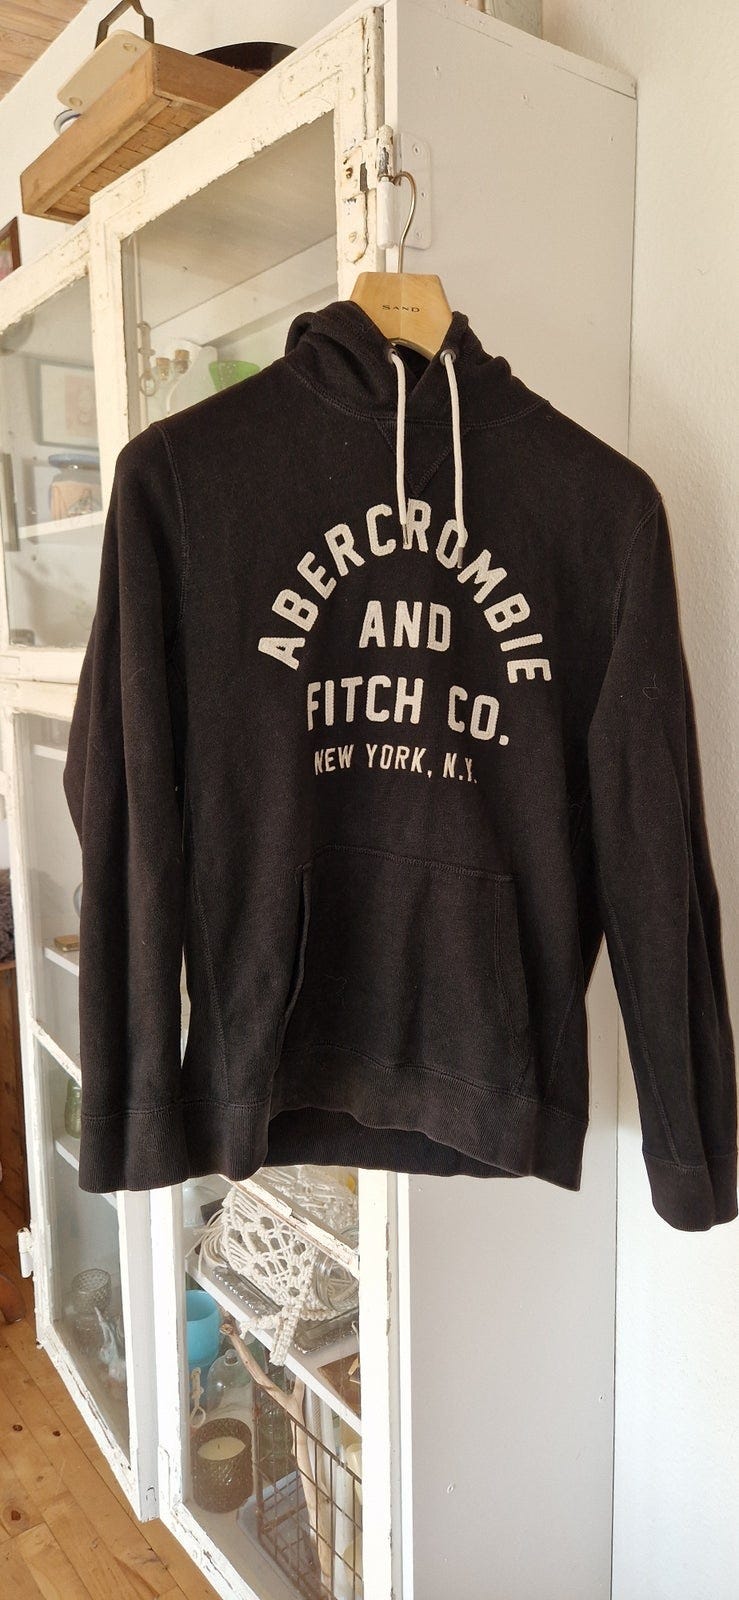 SAND
ABERCROMBIE
AND
FITCH CO.
NEW YORK, N.Y.